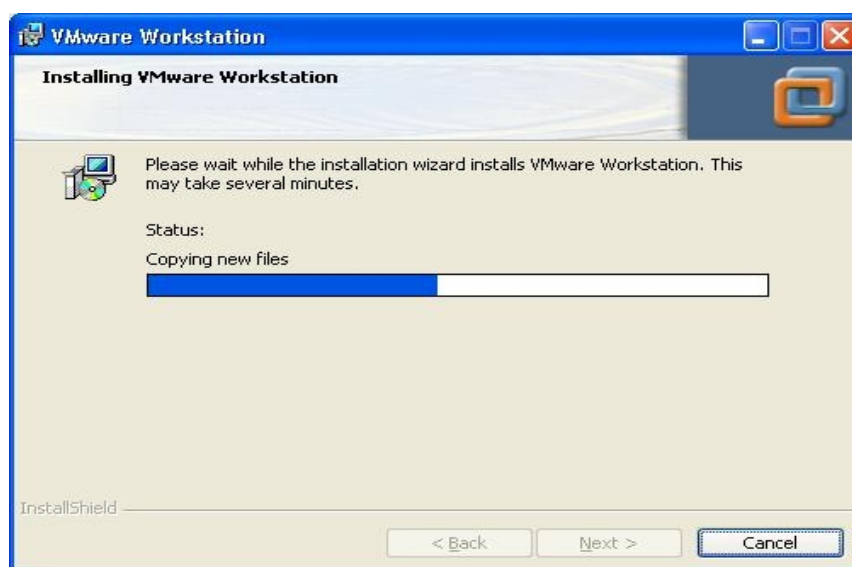 VMware Workstation
Installing VMware Workstation
Please wait while the installation wizard installs VMware Workstation. This
may take several minutes.
Status:
Copying new files
InstallShield
< Back
Next >
Cancel